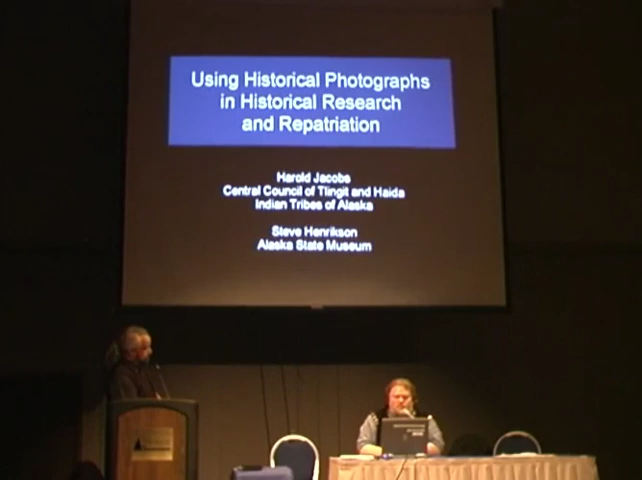 Using Historical Photographs
in Historical Research
and Repatriation
Harold Jacobs
Central Council of Tlingit and Haida
Indian Tribes of Alaska
Steve Henrikson
Alaska State Museum